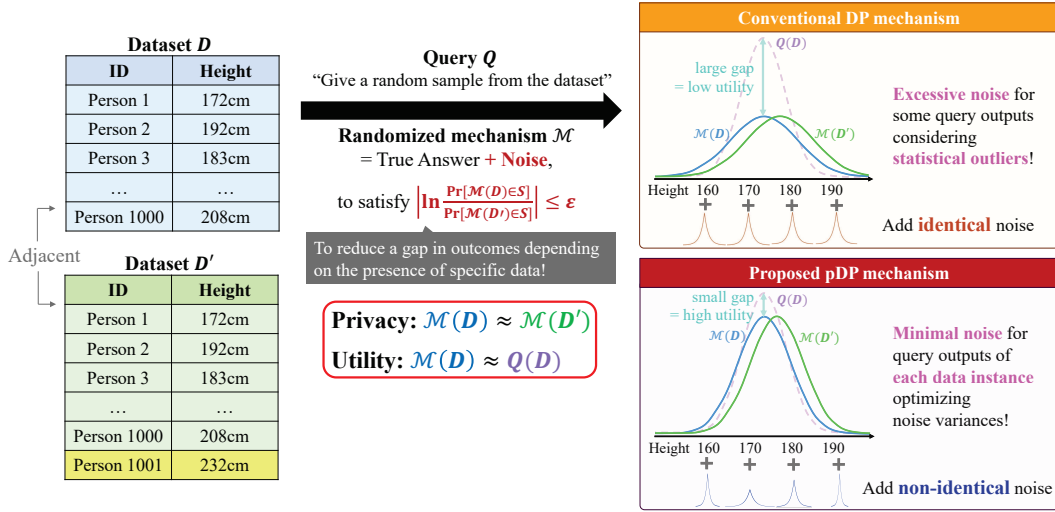 Dataset D
ID Height
Person 1 172cm
Person 2 192cm
Person 3 183cm
... ...
Person 1000 208cm
Adjacent
Dataset D′
ID Height
Person 1 172cm
Person 2 192cm
Person 3 183cm
... ...
Person 1000 208cm
Person 1001 232cm
Query Q
“Give a random sample from the dataset”
Randomized mechanism ℳ
= True Answer + Noise,
to satisfy |ln Pr[ℳ(D)∈S] / Pr[ℳ(D′)∈S]| ≤ ε
To reduce a gap in outcomes depending
on the presence of specific data!
Privacy: ℳ(D) ≈ ℳ(D′)
Utility: ℳ(D) ≈ Q(D)
Conventional DP mechanism
Q(D)
large gap
= low utility
ℳ(D) ℳ(D′)
Height 160 170 180 190
+ + + +
Excessive noise for
some query outputs
considering
statistical outliers!
Add identical noise
Proposed pDP mechanism
Q(D)
small gap
= high utility
ℳ(D) ℳ(D′)
Height 160 170 180 190
+ + + +
Minimal noise for
query outputs of
each data instance
optimizing
noise variances!
Add non-identical noise